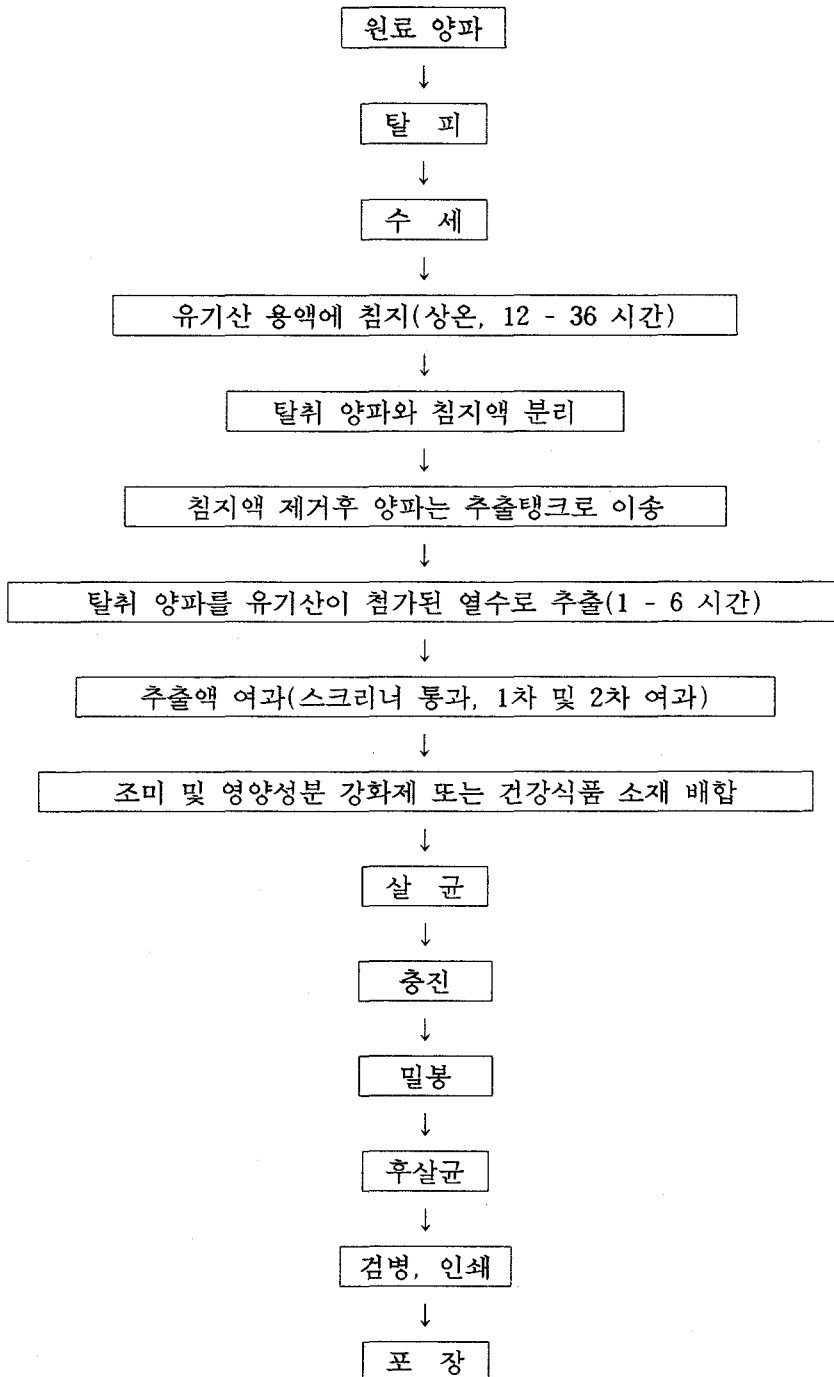 원료 양파
↓
탈 피
↓
수 세
↓
유기산 용액에 침지(상온, 12 - 36 시간)
↓
탈취 양파와 침지액 분리
↓
침지액 제거후 양파는 추출탱크로 이송
↓
탈취 양파를 유기산이 첨가된 열수로 추출(1 - 6 시간)
↓
추출액 여과(스크리너 통과, 1차 및 2차 여과)
↓
조미 및 영양성분 강화제 또는 건강식품 소재 배합
↓
살 균
↓
충진
↓
밀봉
↓
후살균
↓
검병, 인쇄
↓
포 장